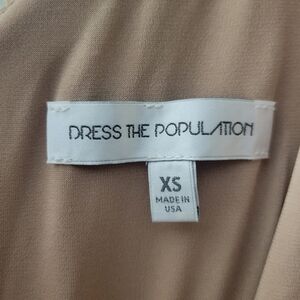 DRESS THE POPULATION
XS
MADE IN
USA